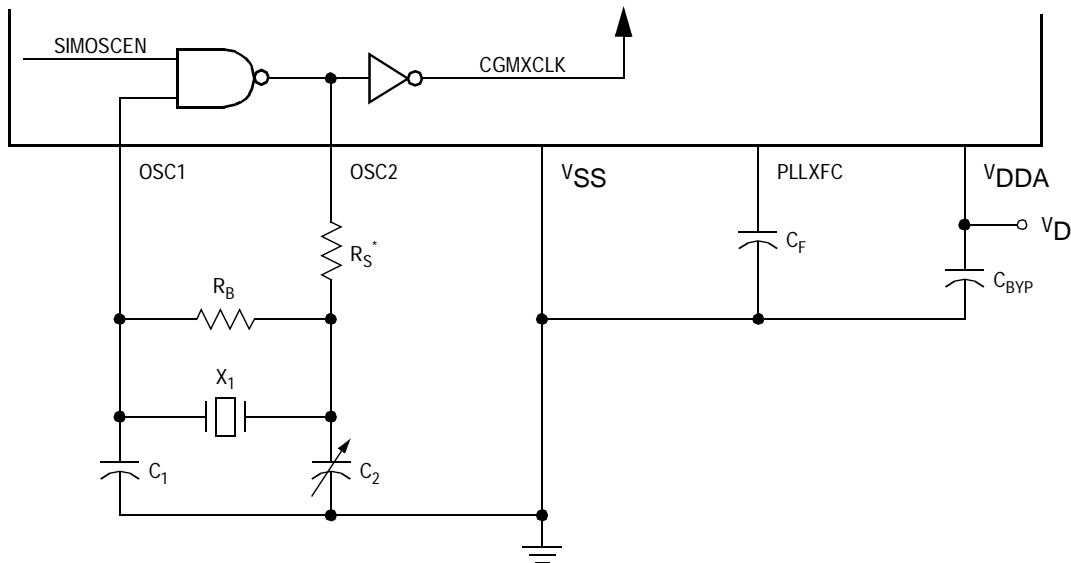 SIMOSCEN
CGMXCLK
OSC1
OSC2
VSS
PLLXFC
VDDA
RS*
CF
VD
CBYP
RB
X1
C1
C2